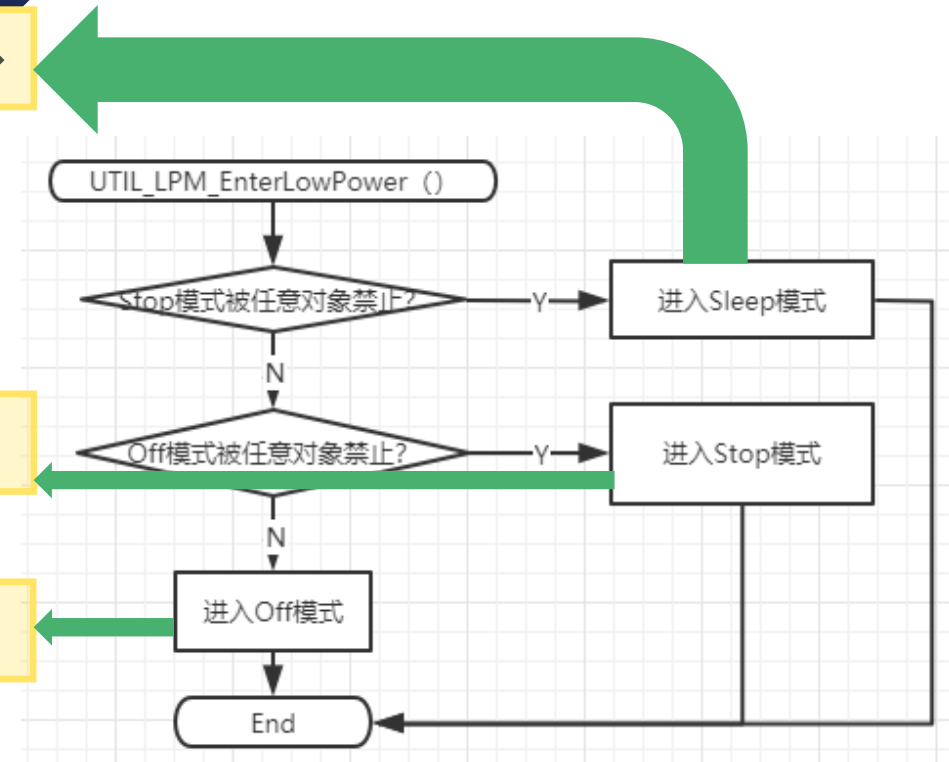 UTIL_LPM_EnterLowPower（）
Stop模式被任意对象禁止?
Y
进入Sleep模式
N
Off模式被任意对象禁止?
Y
进入Stop模式
N
进入Off模式
End